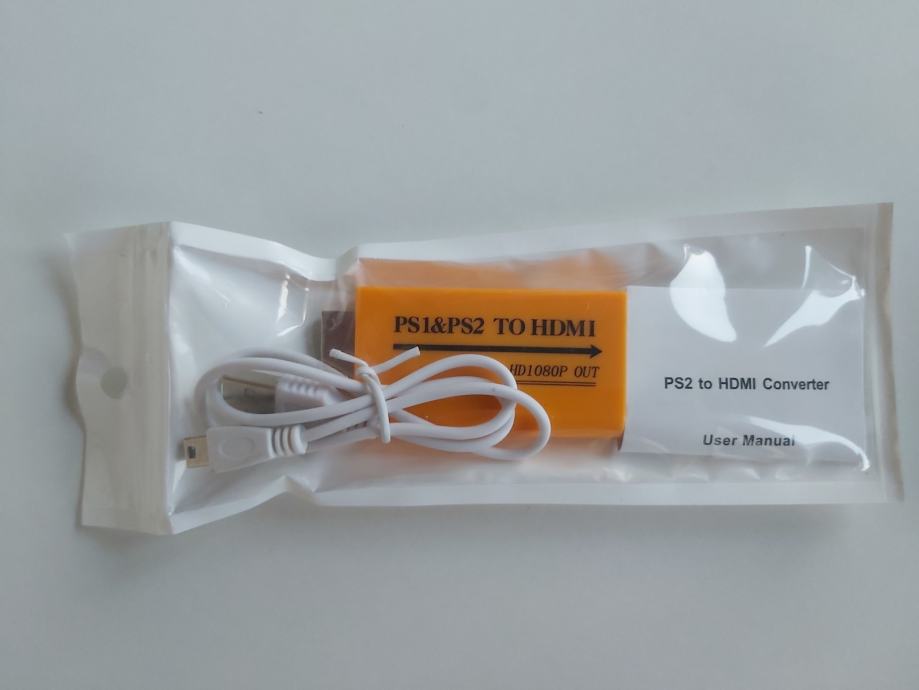 PS1&PS2 TO HDMI
HD1080P OUT
PS2 to HDMI Converter
User Manual